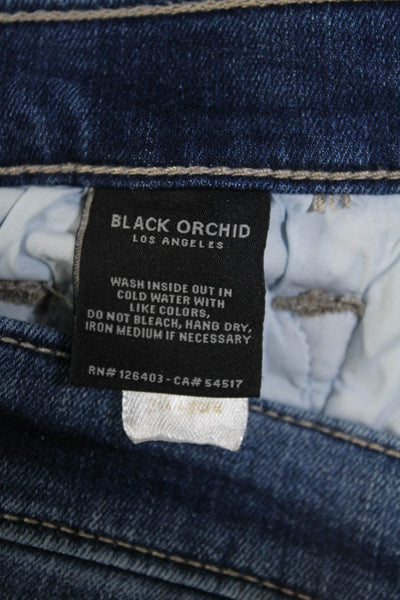 BLACK ORCHID
LOS ANGELES
WASH INSIDE OUT IN
COLD WATER WITH
LIKE COLORS,
DO NOT BLEACH, HANG DRY,
IRON MEDIUM IF NECESSARY
RN# 126403 - CA# 54517